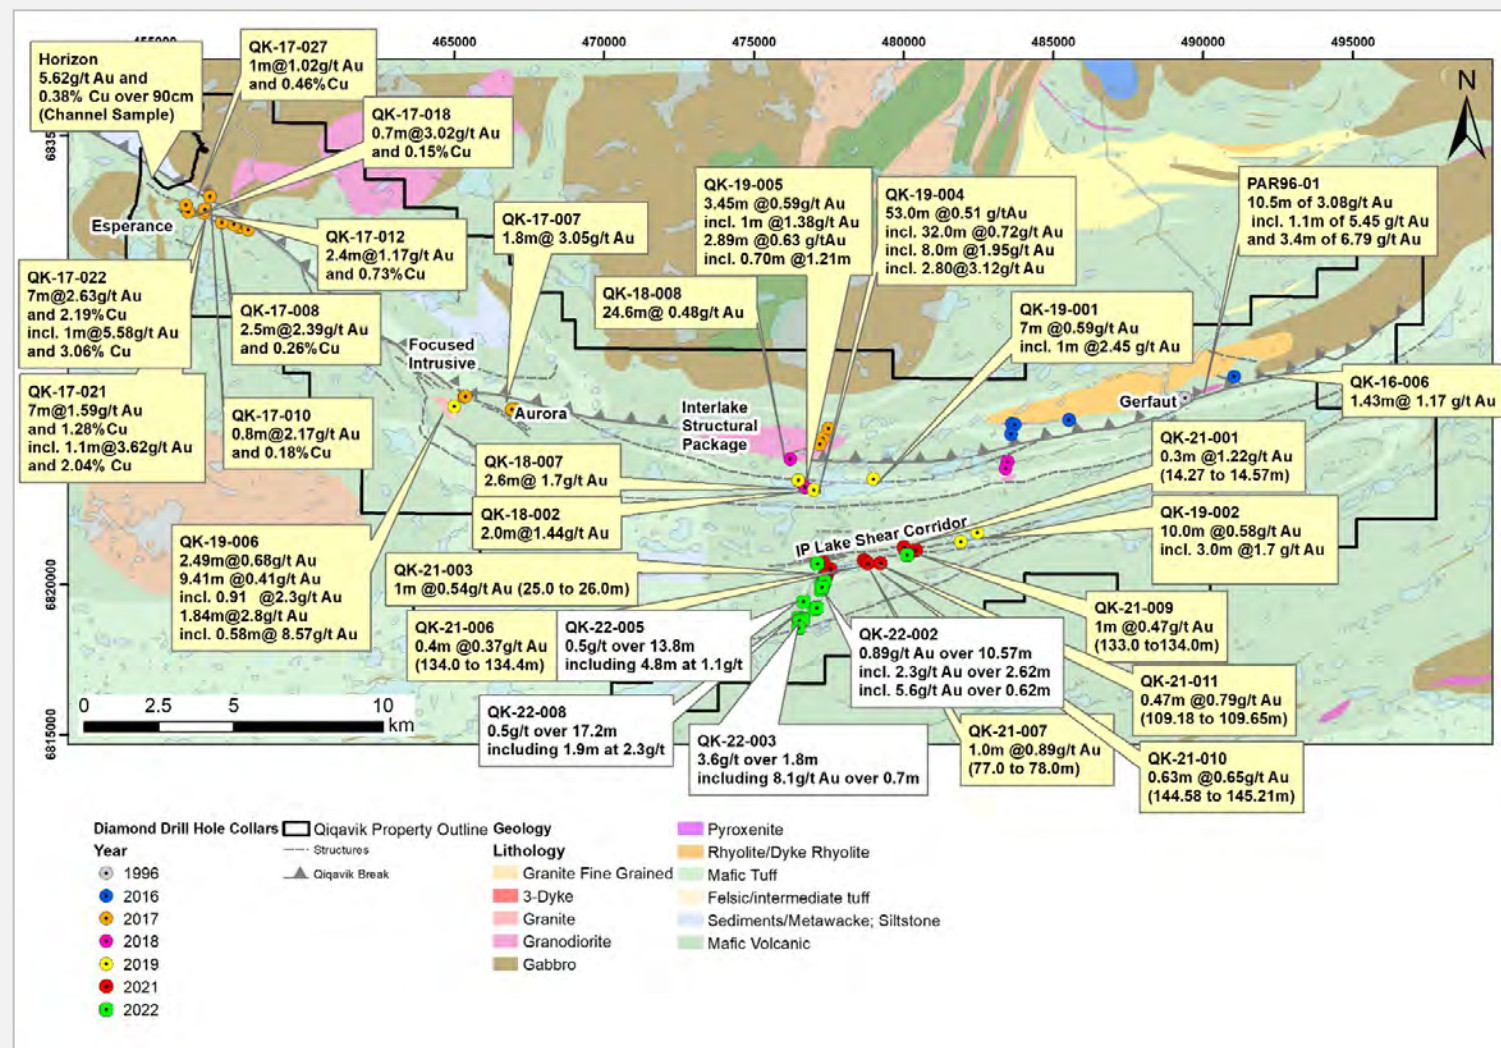 455000
465000
470000
475000
480000
485000
490000
495000
6835
6820000
6815000
N
Horizon
5.62g/t Au and
0.38% Cu over 90cm
(Channel Sample)
QK-17-027
1m@1.02g/t Au
and 0.46%Cu
QK-17-018
0.7m@3.02g/t Au
and 0.15%Cu
Esperance
QK-17-012
2.4m@1.17g/t Au
and 0.73%Cu
QK-17-007
1.8m@ 3.05g/t Au
QK-19-005
3.45m @0.59g/t Au
incl. 1m @1.38g/t Au
2.89m @0.63 g/tAu
incl. 0.70m @1.21m
QK-19-004
53.0m @0.51 g/tAu
incl. 32.0m @0.72g/t Au
incl. 8.0m @1.95g/t Au
incl. 2.80@3.12g/t Au
PAR96-01
10.5m of 3.08g/t Au
incl. 1.1m of 5.45 g/t Au
and 3.4m of 6.79 g/t Au
QK-17-022
7m@2.63g/t Au
and 2.19%Cu
incl. 1m@5.58g/t Au
and 3.06% Cu
QK-17-008
2.5m@2.39g/t Au
and 0.26%Cu
QK-18-008
24.6m@ 0.48g/t Au
QK-19-001
7m @0.59g/t Au
incl. 1m @2.45 g/t Au
Focused
Intrusive
QK-17-021
7m@1.59g/t Au
and 1.28%Cu
incl. 1.1m@3.62g/t Au
and 2.04% Cu
QK-17-010
0.8m@2.17g/t Au
and 0.18%Cu
Aurora
Interlake
Structural
Package
Gerfaut
QK-16-006
1.43m@ 1.17 g/t Au
QK-18-007
2.6m@ 1.7g/t Au
QK-18-002
2.0m@1.44g/t Au
QK-21-001
0.3m @1.22g/t Au
(14.27 to 14.57m)
QK-19-002
10.0m @0.58g/t Au
incl. 3.0m @1.7 g/t Au
IP Lake Shear Corridor
QK-19-006
2.49m@0.68g/t Au
9.41m @0.41g/t Au
incl. 0.91 @2.3g/t Au
1.84m@2.8g/t Au
incl. 0.58m@ 8.57g/t Au
QK-21-003
1m @0.54g/t Au (25.0 to 26.0m)
QK-21-006
0.4m @0.37g/t Au
(134.0 to 134.4m)
QK-22-005
0.5g/t over 13.8m
including 4.8m at 1.1g/t
QK-22-002
0.89g/t Au over 10.57m
incl. 2.3g/t Au over 2.62m
incl. 5.6g/t Au over 0.62m
QK-21-009
1m @0.47g/t Au
(133.0 to134.0m)
QK-21-011
0.47m @0.79g/t Au
(109.18 to 109.65m)
QK-22-008
0.5g/t over 17.2m
including 1.9m at 2.3g/t
QK-22-003
3.6g/t over 1.8m
including 8.1g/t Au over 0.7m
QK-21-007
1.0m @0.89g/t Au
(77.0 to 78.0m)
QK-21-010
0.63m @0.65g/t Au
(144.58 to 145.21m)
0 2.5 5 10
km
Diamond Drill Hole Collars
Year
1996
2016
2017
2018
2019
2021
2022
Qiqavik Property Outline
Structures
Qiqavik Break
Geology
Lithology
Granite Fine Grained
3-Dyke
Granite
Granodiorite
Gabbro
Pyroxenite
Rhyolite/Dyke Rhyolite
Mafic Tuff
Felsic/intermediate tuff
Sediments/Metawacke; Siltstone
Mafic Volcanic